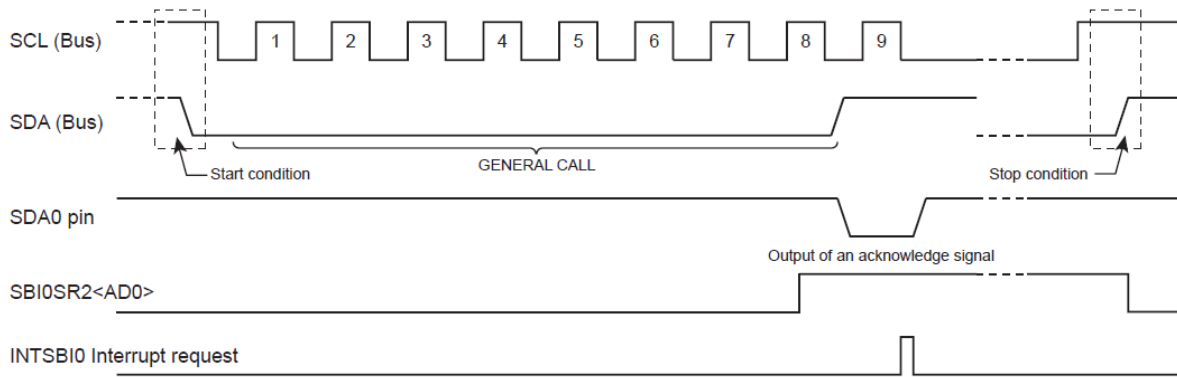 SCL (Bus)
1 2 3 4 5 6 7 8 9
SDA (Bus)
Start condition
GENERAL CALL
Stop condition
SDA0 pin
Output of an acknowledge signal
SBI0SR2<AD0>
INTSBI0 Interrupt request